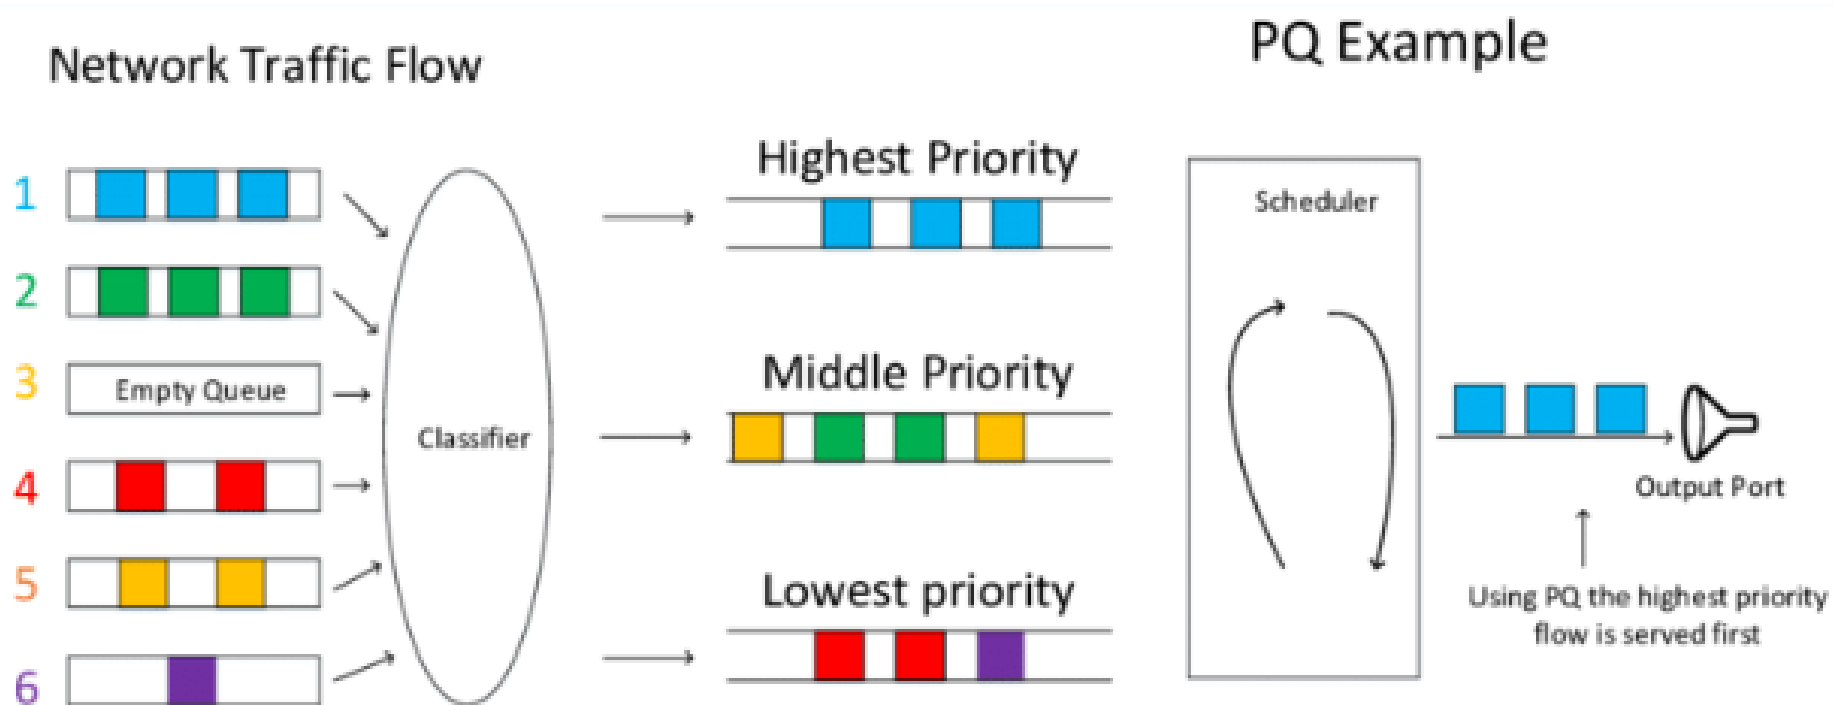 Network Traffic Flow
PQ Example
1
2
3
Empty Queue
4
5
6
Classifier
Highest Priority
Middle Priority
Lowest priority
Scheduler
Output Port
Using PQ the highest priority
flow is served first